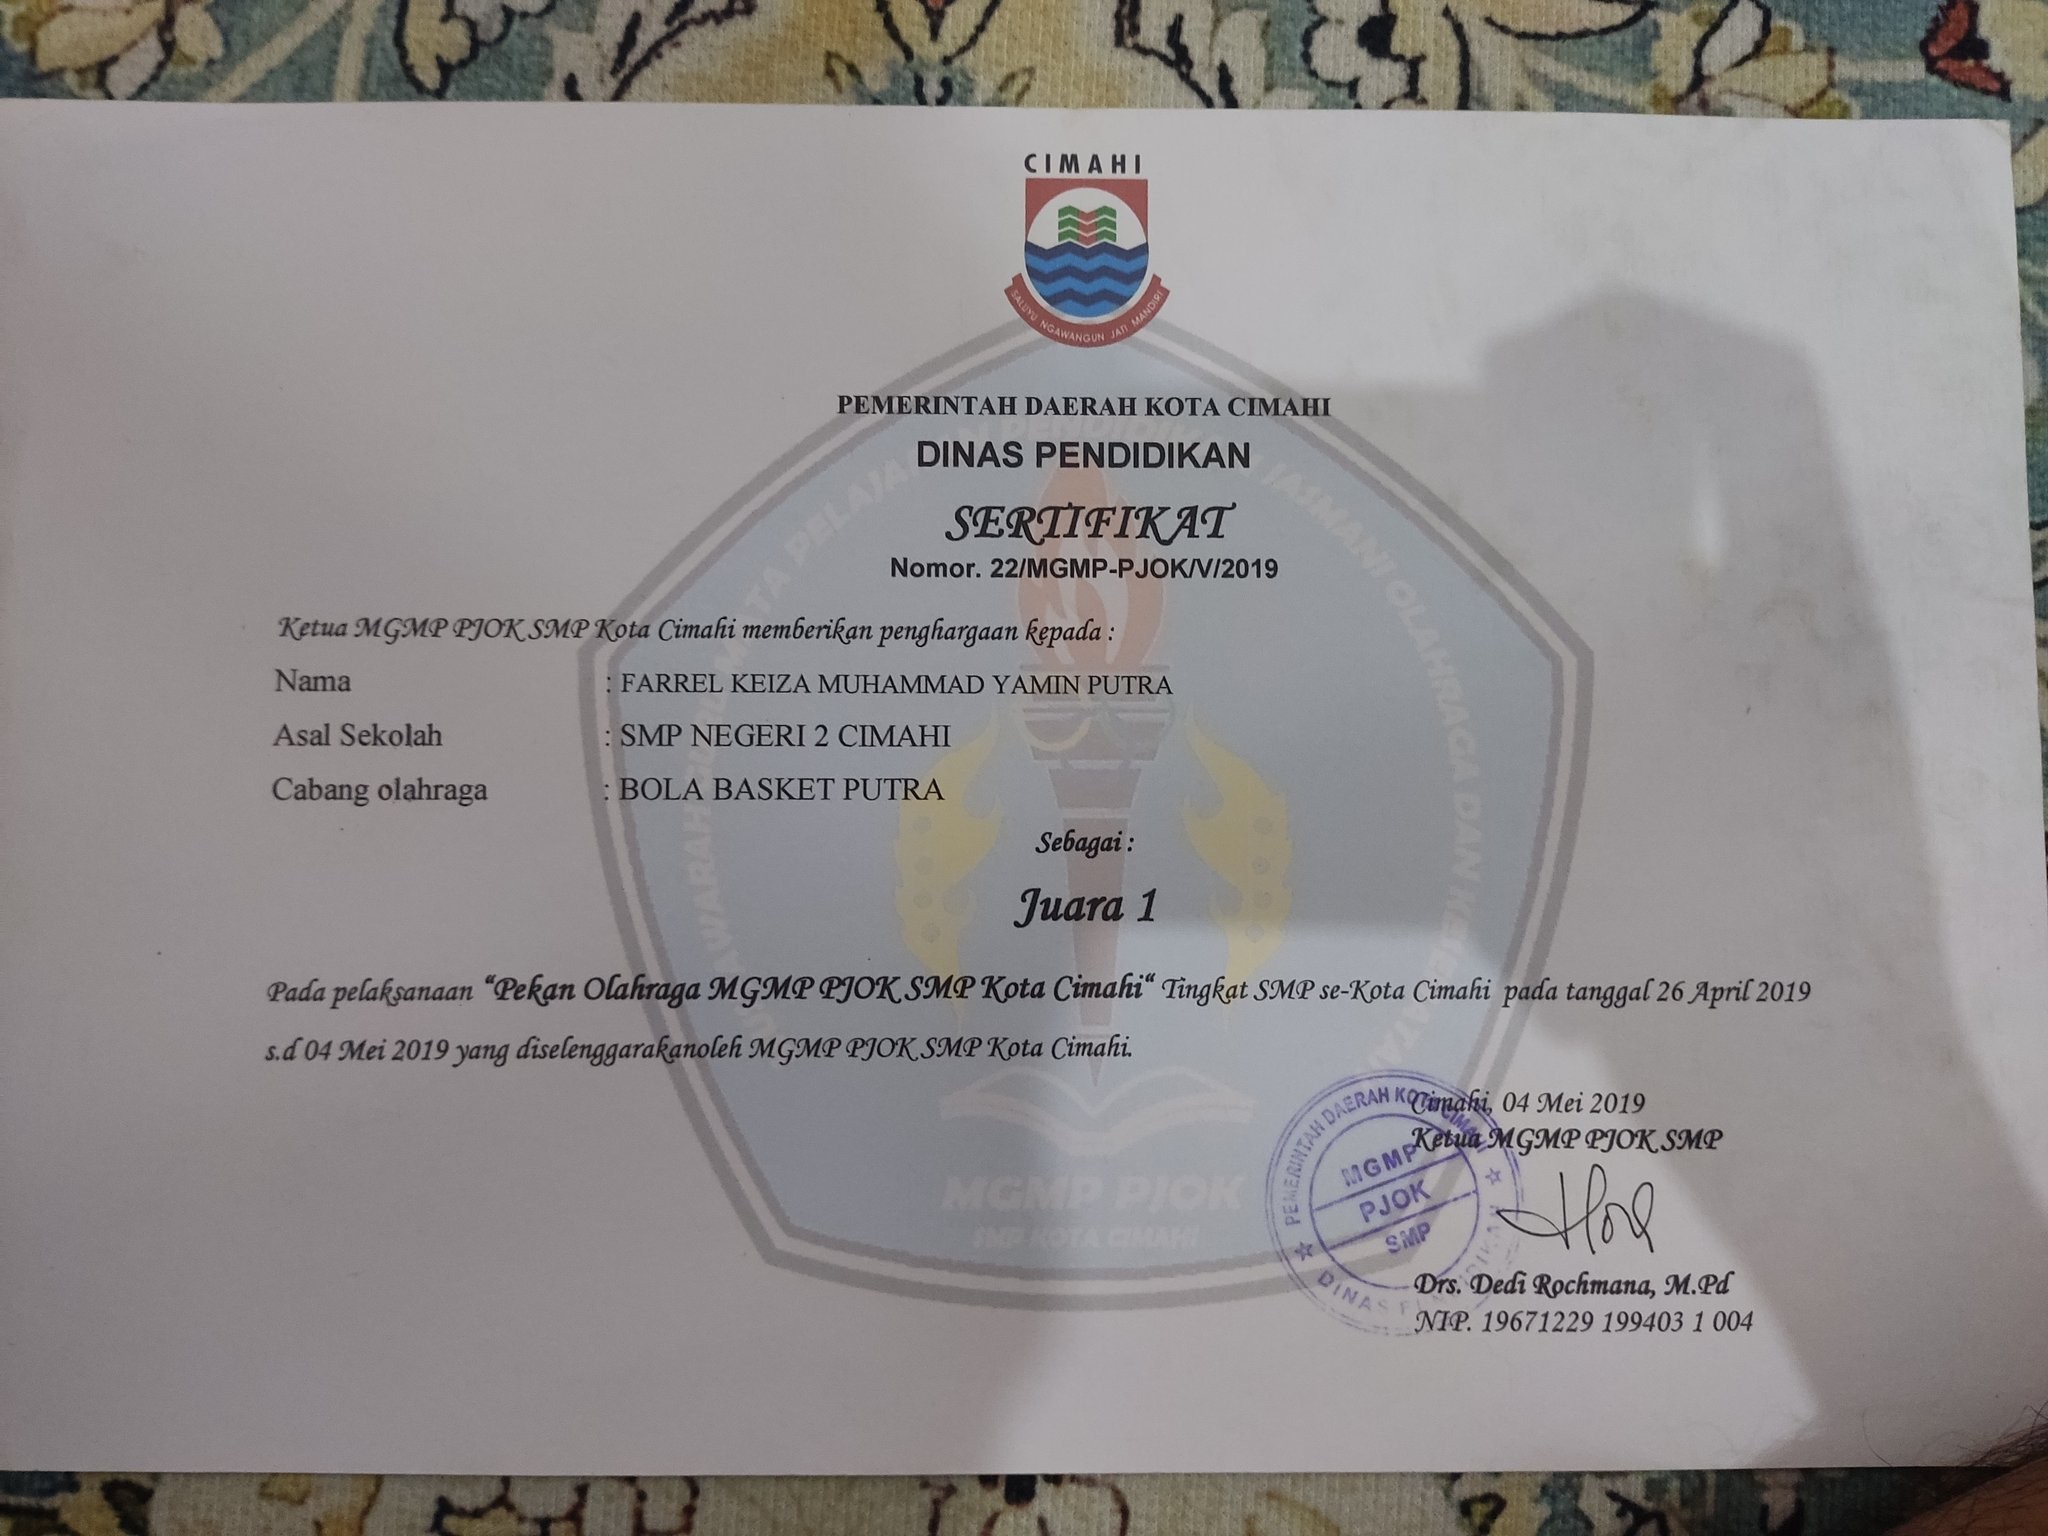 CIMAHI
SALUYU NGAWANGUN JATI MANDIRI
PEMERINTAH DAERAH KOTA CIMAHI
DINAS PENDIDIKAN
SERTIFIKAT
Nomor. 22/MGMP-PJOK/V/2019
Ketua MGMP PJOK SMP Kota Cimahi memberikan penghargaan kepada :
Nama : FARREL KEIZA MUHAMMAD YAMIN PUTRA
Asal Sekolah : SMP NEGERI 2 CIMAHI
Cabang olahraga : BOLA BASKET PUTRA
Sebagai :
Juara 1
Pada pelaksanaan “Pekan Olahraga MGMP PJOK SMP Kota Cimahi“ Tingkat SMP se-Kota Cimahi pada tanggal 26 April 2019
s.d 04 Mei 2019 yang diselenggarakanoleh MGMP PJOK SMP Kota Cimahi.
MGMP PJOK
SMP KOTA CIMAHI
Cimahi, 04 Mei 2019
Ketua MGMP PJOK SMP
PEMERINTAH DAERAH KOTA CIMAHI
MGMP
PJOK
SMP
DINAS PENDIDIKAN
Drs. Dedi Rochmana, M.Pd
NIP. 19671229 199403 1 004